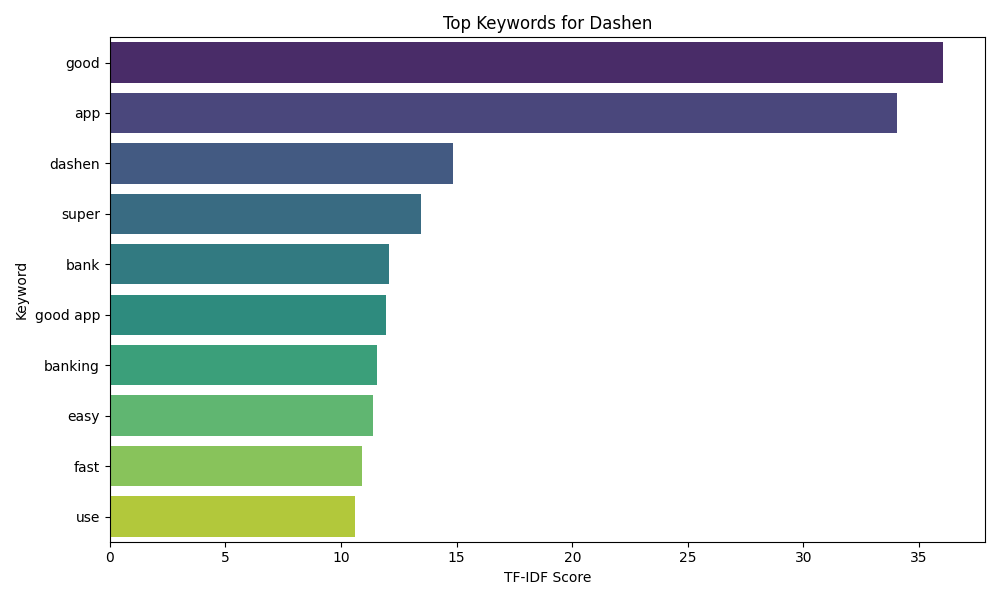 Top Keywords for Dashen
good
app
dashen
super
bank
good app
banking
easy
fast
use
Keyword
0 5 10 15 20 25 30 35
TF-IDF Score